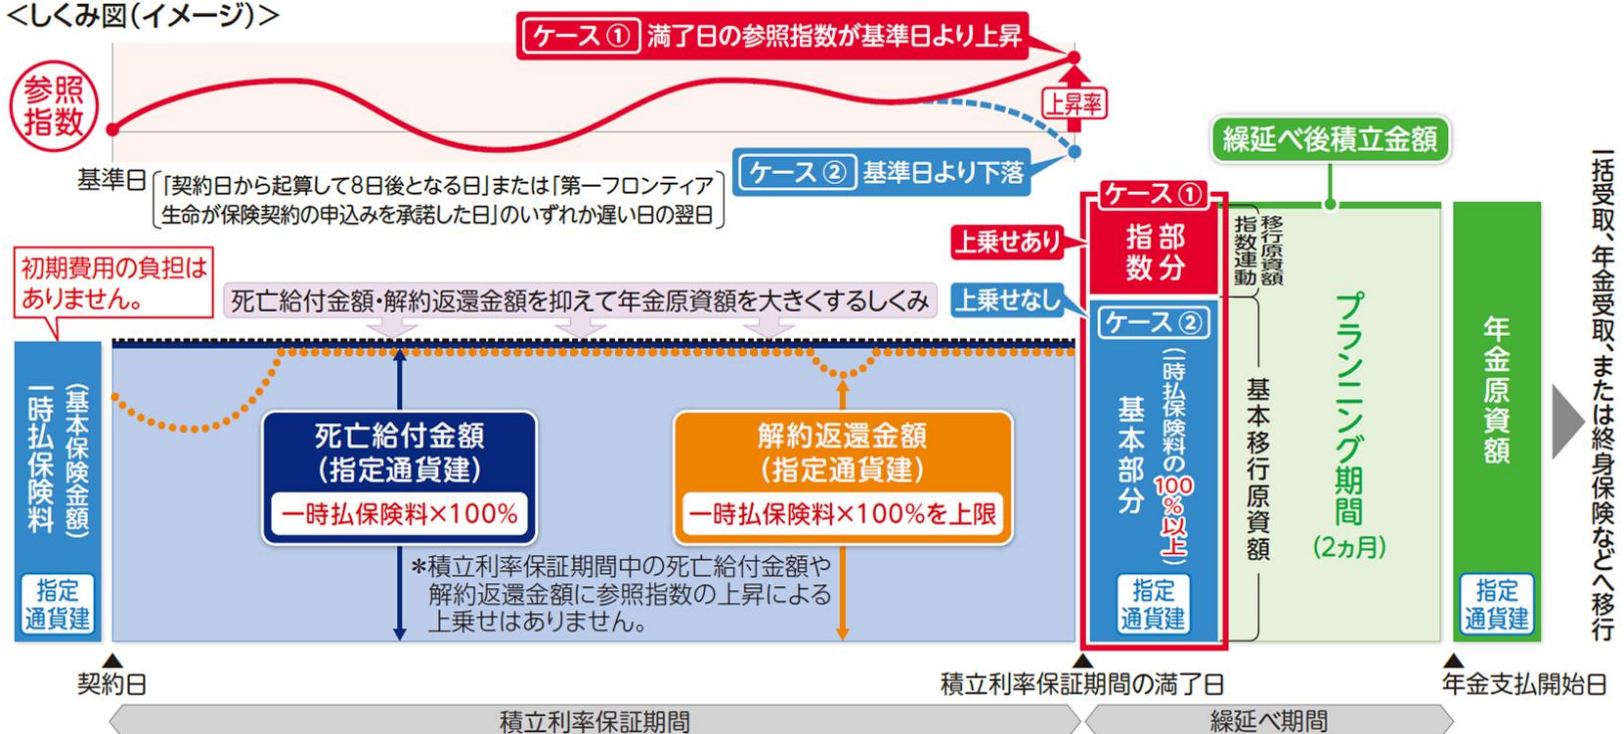 ＜しくみ図(イメージ)＞
ケース① 満了日の参照指数が基準日より上昇
参照
指数
上昇率
ケース② 基準日より下落
基準日
「契約日から起算して8日後となる日」または「第一フロンティア
生命が保険契約の申込みを承諾した日」のいずれか遅い日の翌日
繰延べ後積立金額
初期費用の負担は
ありません。
死亡給付金額・解約返還金額を抑えて年金原資額を大きくするしくみ
上乗せあり
上乗せなし
ケース①
指数
部分
指数連動
移行原資額
ケース②
基本部分
(一時払保険料の100%以上)
指定
通貨建
基本移行原資額
プランニング期間
(2ヵ月)
年金原資額
指定
通貨建
一括受取、年金受取、または終身保険などへ移行
一時払保険料
(基本保険金額)
指定
通貨建
死亡給付金額
(指定通貨建)
一時払保険料×100%
解約返還金額
(指定通貨建)
一時払保険料×100%を上限
＊積立利率保証期間中の死亡給付金額や
解約返還金額に参照指数の上昇による
上乗せはありません。
契約日
積立利率保証期間の満了日
年金支払開始日
積立利率保証期間
繰延べ期間